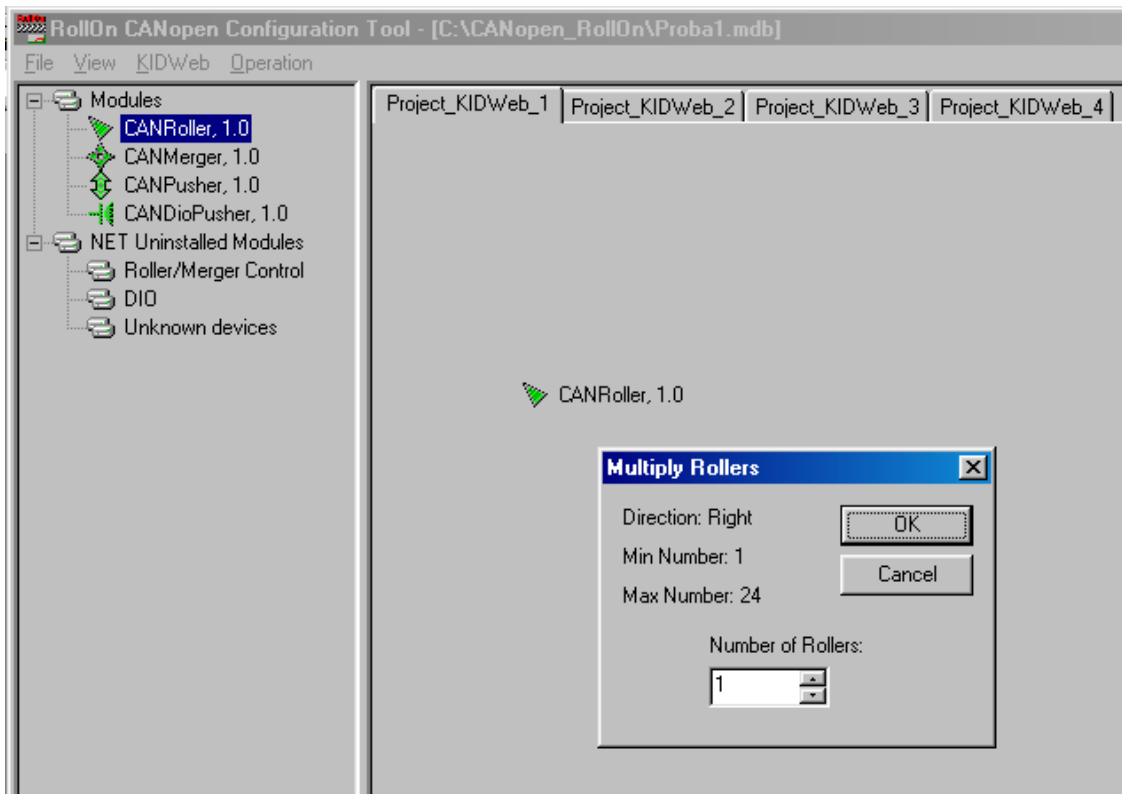 RollOn CANopen Configuration Tool - [C:\CANopen_RollOn\Proba1.mdb]
File View KIDWeb Operation
Modules
CANRoller, 1.0
CANMerger, 1.0
CANPusher, 1.0
CANDioPusher, 1.0
NET Uninstalled Modules
Roller/Merger Control
DIO
Unknown devices
Project_KIDWeb_1 Project_KIDWeb_2 Project_KIDWeb_3 Project_KIDWeb_4
CANRoller, 1.0
Multiply Rollers
Direction: Right
Min Number: 1
Max Number: 24
OK
Cancel
Number of Rollers:
1